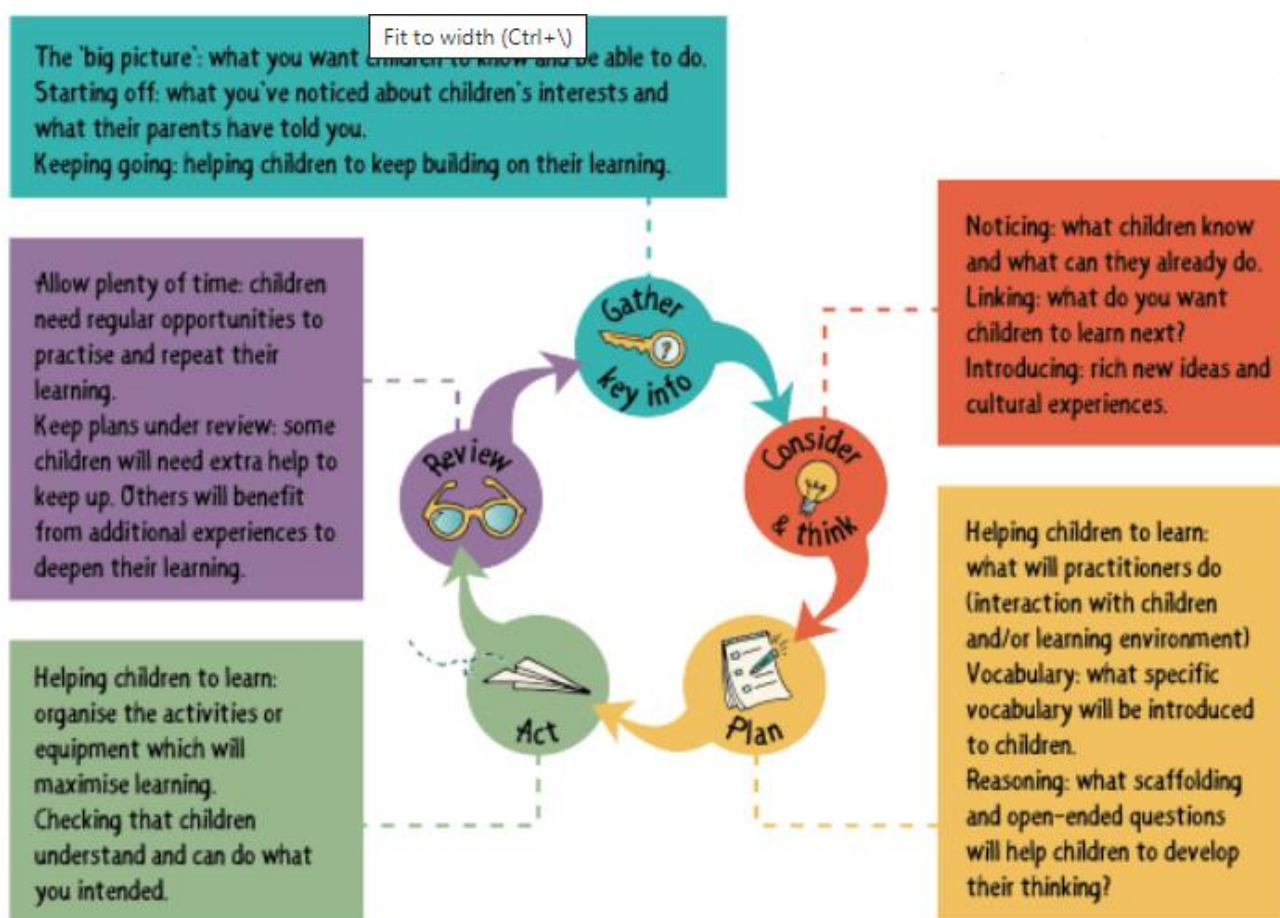 Fit to width (Ctrl+\)
The 'big picture': what you want children to know and be able to do.
Starting off: what you've noticed about children's interests and
what their parents have told you.
Keeping going: helping children to keep building on their learning.
Noticing: what children know
and what can they already do.
Linking: what do you want
children to learn next?
Introducing: rich new ideas and
cultural experiences.
Allow plenty of time: children
need regular opportunities to
practise and repeat their
learning.
Keep plans under review: some
children will need extra help to
keep up. Others will benefit
from additional experiences to
deepen their learning.
Gather
?
key info
Consider
& think
Review
Plan
Act
Helping children to learn:
what will practitioners do
(interaction with children
and/or learning environment)
Vocabulary: what specific
vocabulary will be introduced
to children.
Reasoning: what scaffolding
and open-ended questions
will help children to develop
their thinking?
Helping children to learn:
organise the activities or
equipment which will
maximise learning.
Checking that children
understand and can do what
you intended.